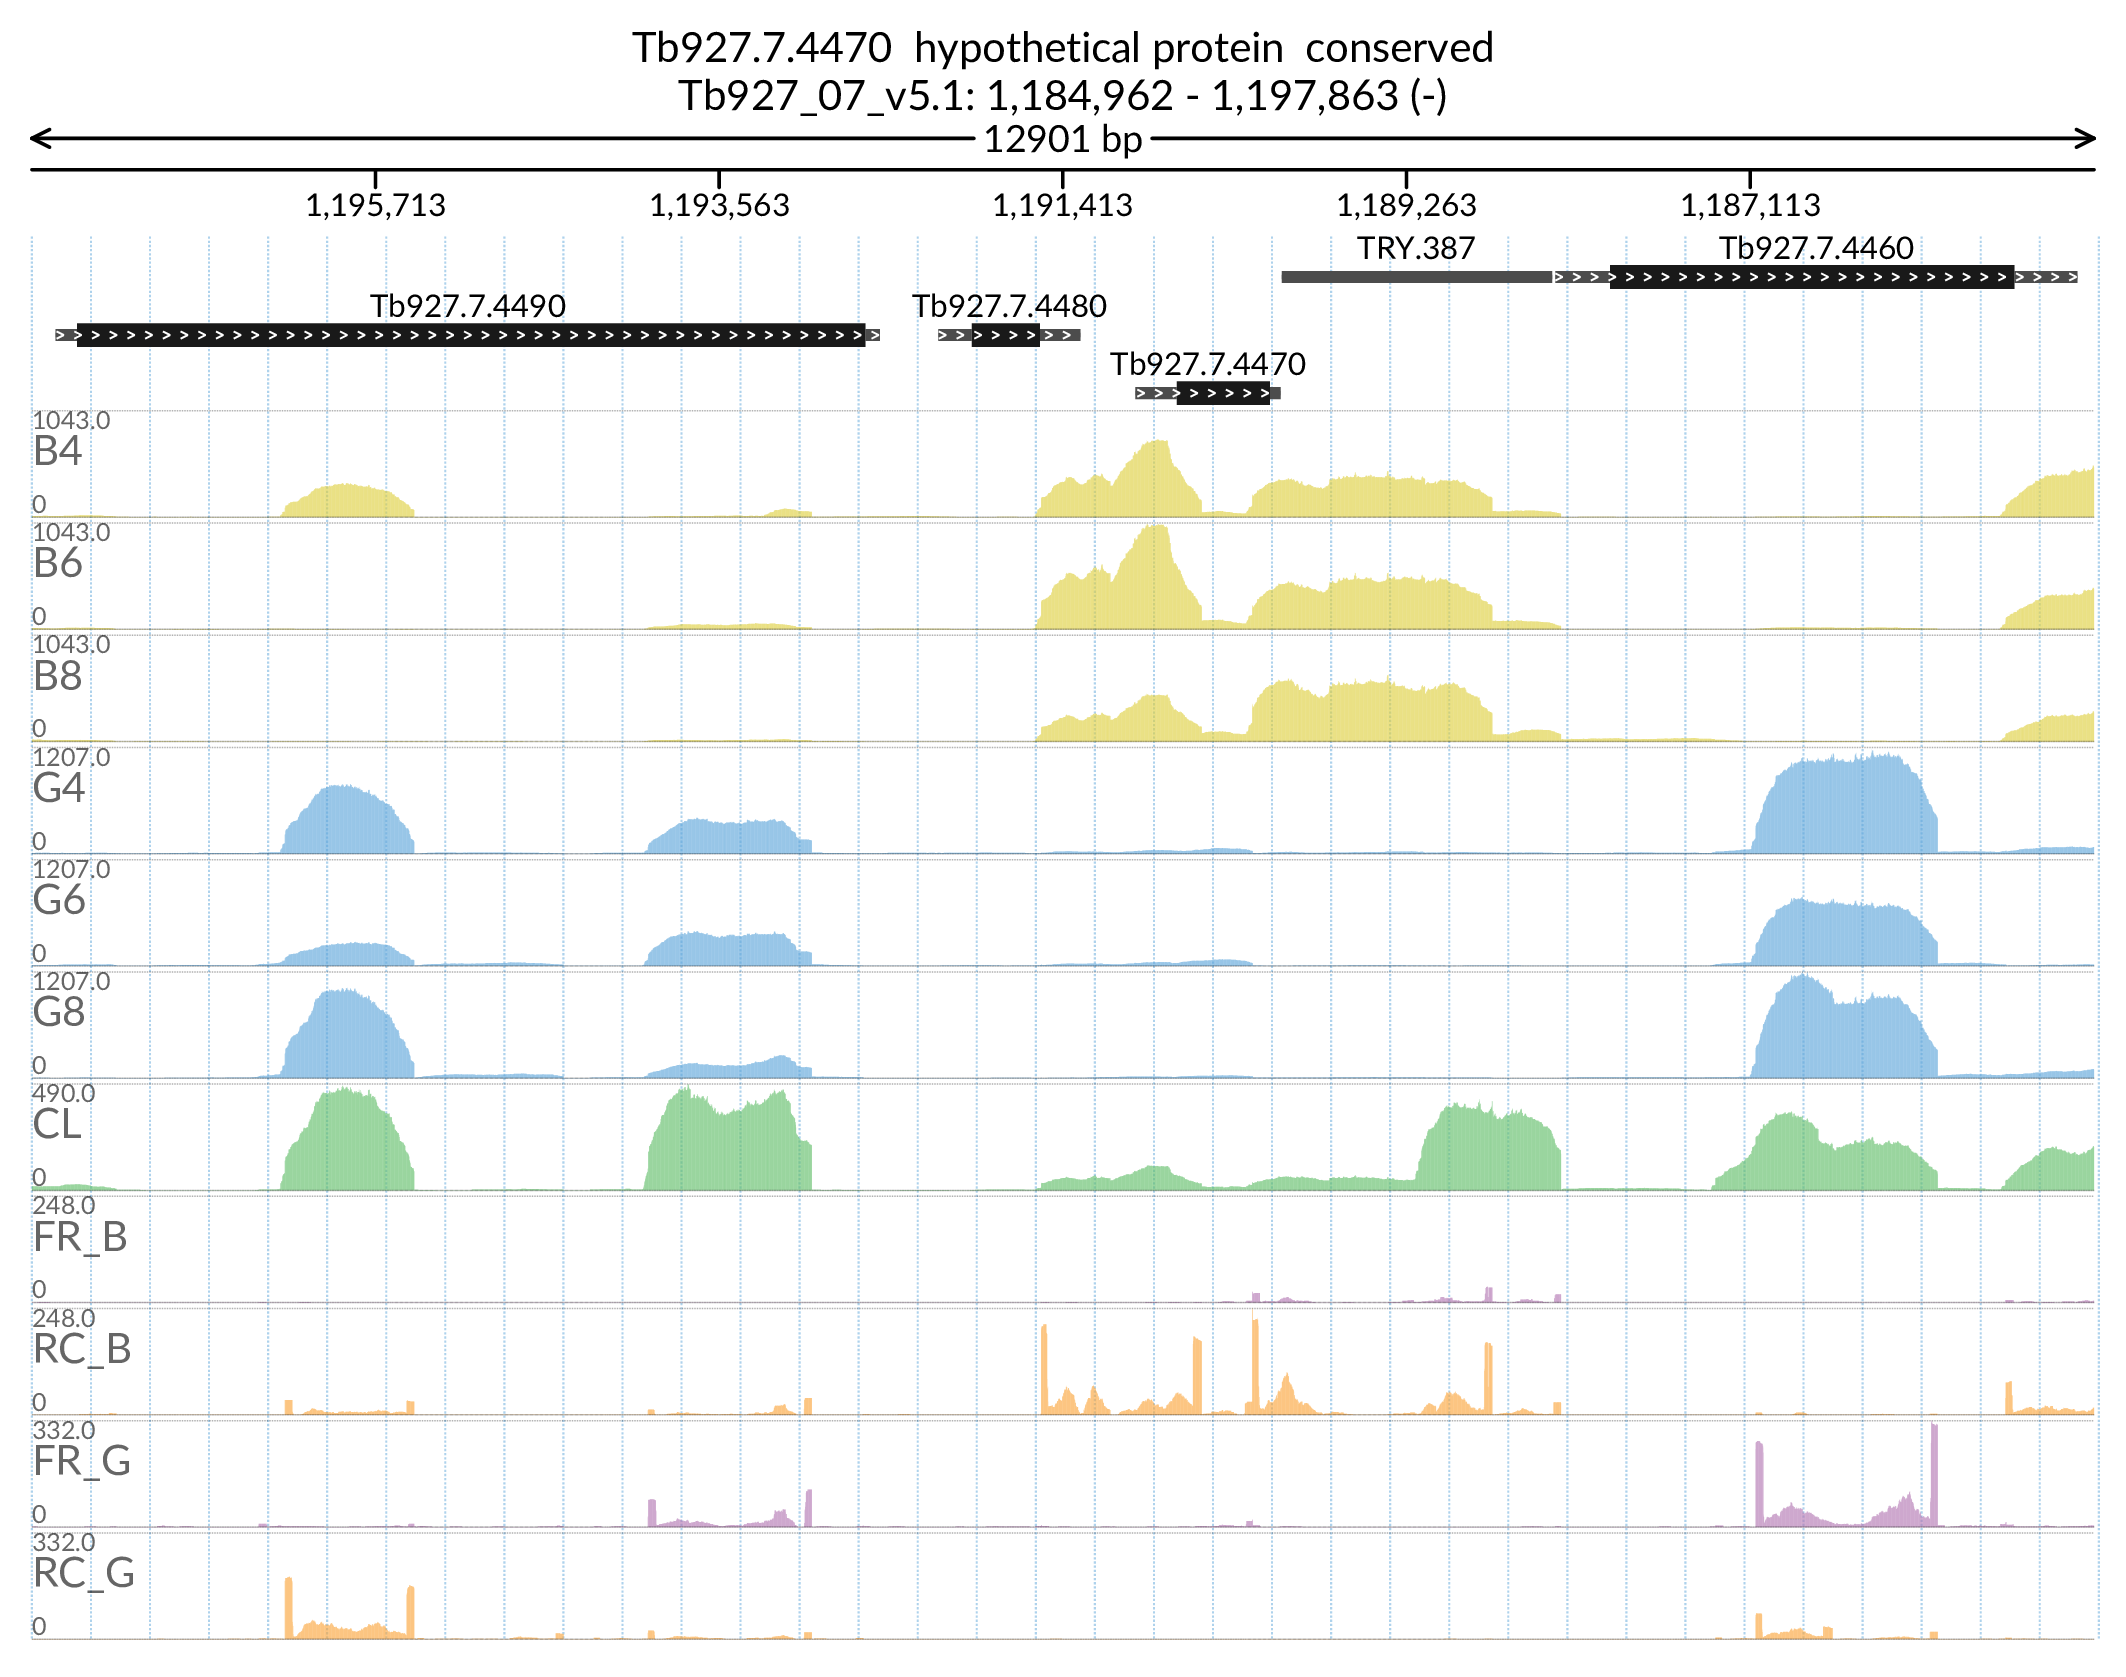 Tb927.7.4470 hypothetical protein conserved
Tb927_07_v5.1: 1,184,962 - 1,197,863 (-)
12901 bp
1,195,713 1,193,563 1,191,413 1,189,263 1,187,113
TRY.387 Tb927.7.4460
Tb927.7.4490 Tb927.7.4480
Tb927.7.4470
1043.0
B4
0
1043.0
B6
0
1043.0
B8
0
1207.0
G4
0
1207.0
G6
0
1207.0
G8
0
490.0
CL
0
248.0
FR_B
0
248.0
RC_B
0
332.0
FR_G
0
332.0
RC_G
0